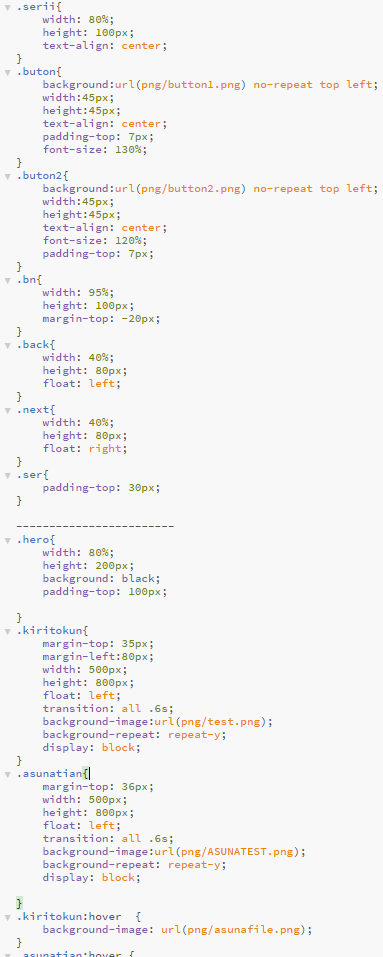 .serii{
width: 80%;
height: 100px;
text-align: center;
}
.buton{
background:url(png/button1.png) no-repeat top left;
width:45px;
height:45px;
text-align: center;
padding-top: 7px;
font-size: 130%;
}
.buton2{
background:url(png/button2.png) no-repeat top left;
width:45px;
height:45px;
text-align: center;
font-size: 120%;
padding-top: 7px;
}
.bn{
width: 95%;
height: 100px;
margin-top: -20px;
}
.back{
width: 40%;
height: 80px;
float: left;
}
.next{
width: 40%;
height: 80px;
float: right;
}
.ser{
padding-top: 30px;
}
------------------------
.hero{
width: 80%;
height: 200px;
background: black;
padding-top: 100px;
}
.kiritokun{
margin-top: 35px;
margin-left:80px;
width: 500px;
height: 800px;
float: left;
transition: all .6s;
background-image:url(png/test.png);
background-repeat: repeat-y;
display: block;
}
.asunatian{
margin-top: 36px;
width: 500px;
height: 800px;
float: left;
transition: all .6s;
background-image:url(png/ASUNATEST.png);
background-repeat: repeat-y;
display: block;
}
.kiritokun:hover {
background-image: url(png/asunafile.png);
}
.asunatian:hover {